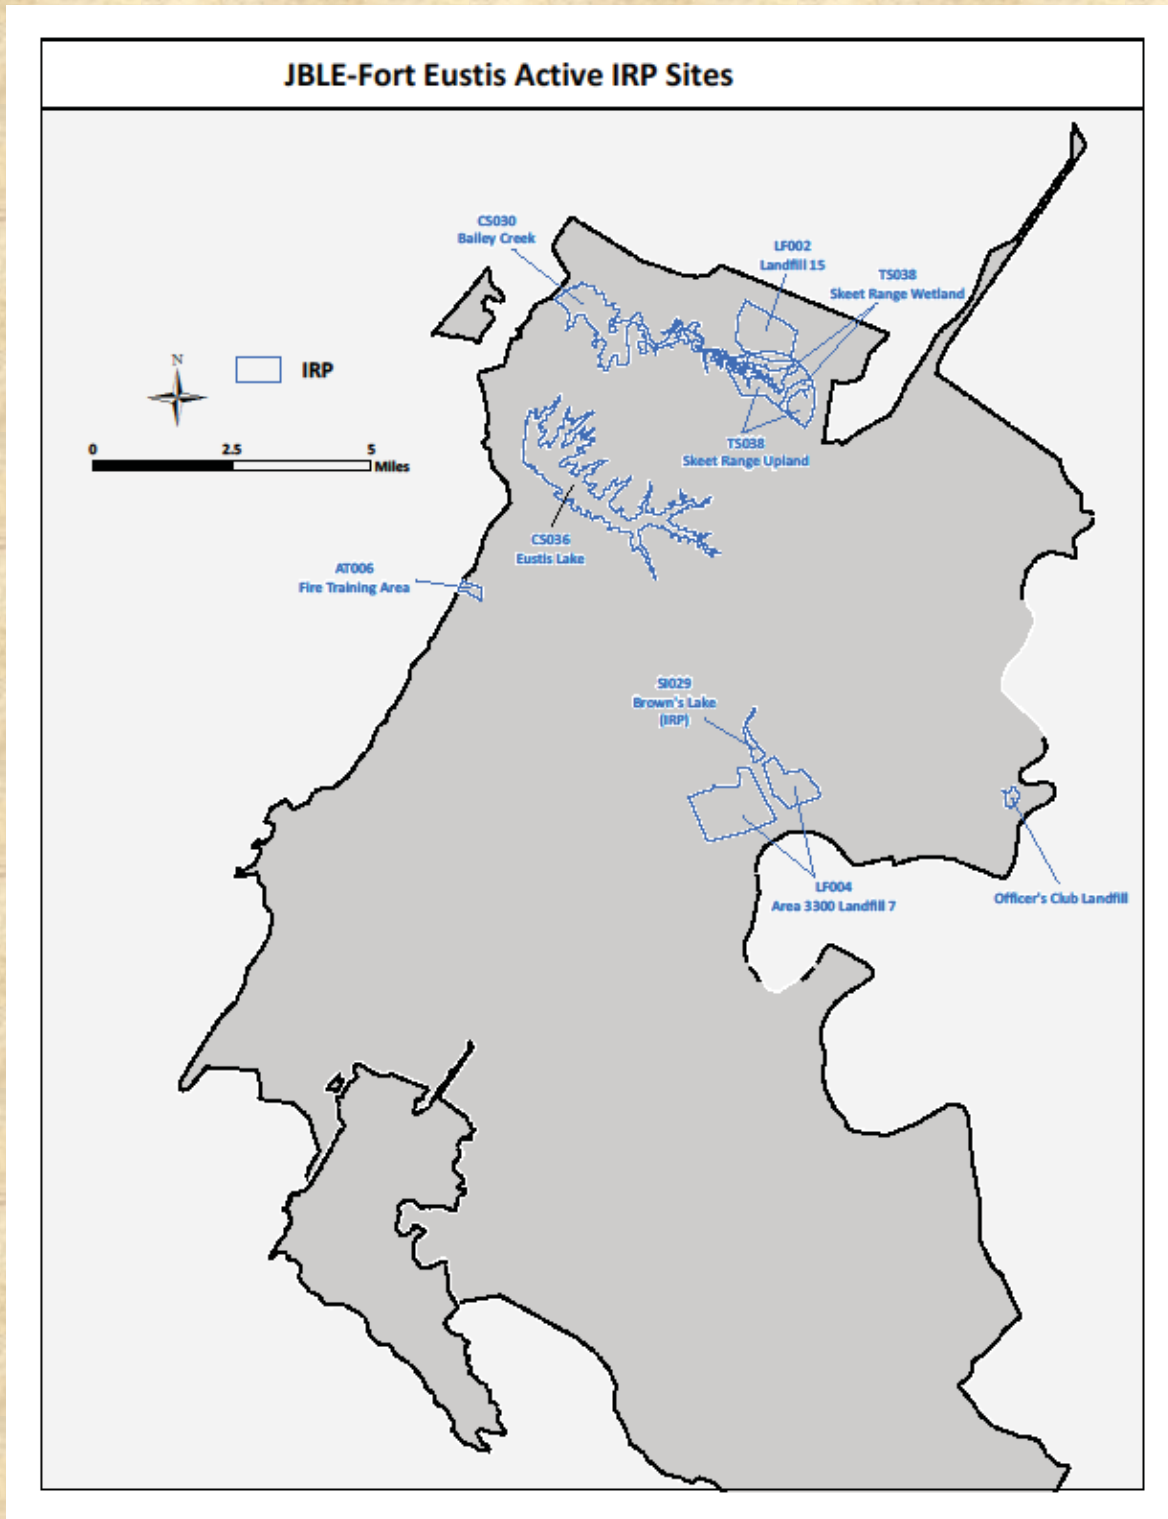 JBLE-Fort Eustis Active IRP Sites
CS030
Bailey Creek
LF002
Landfill 15
TS038
Skeet Range Wetland
N
IRP
0 2.5 5
Miles
TS038
Skeet Range Upland
CS036
Eustis Lake
AT006
Fire Training Area
SI029
Brown's Lake
(IRP)
LF004
Area 3300 Landfill 7
Officer's Club Landfill